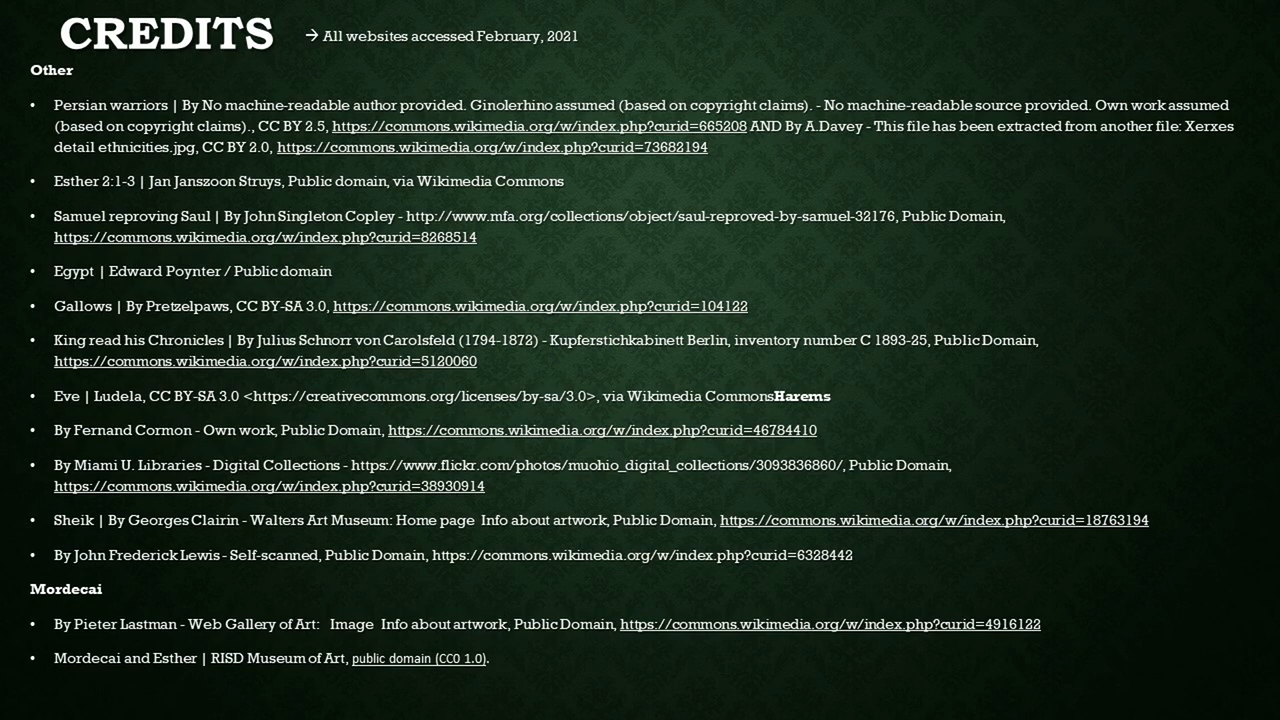 CREDITS → All websites accessed February, 2021
Other
• Persian warriors | By No machine-readable author provided. Ginolerhino assumed (based on copyright claims). - No machine-readable source provided. Own work assumed
(based on copyright claims)., CC BY 2.5, https://commons.wikimedia.org/w/index.php?curid=665208 AND By A.Davey - This file has been extracted from another file: Xerxes
detail ethnicities.jpg, CC BY 2.0, https://commons.wikimedia.org/w/index.php?curid=73682194
• Esther 2:1-3 | Jan Janszoon Struys, Public domain, via Wikimedia Commons
• Samuel reproving Saul | By John Singleton Copley - http://www.mfa.org/collections/object/saul-reproved-by-samuel-32176, Public Domain,
https://commons.wikimedia.org/w/index.php?curid=8268514
• Egypt | Edward Poynter / Public domain
• Gallows | By Pretzelpaws, CC BY-SA 3.0, https://commons.wikimedia.org/w/index.php?curid=104122
• King read his Chronicles | By Julius Schnorr von Carolsfeld (1794-1872) - Kupferstichkabinett Berlin, inventory number C 1893-25, Public Domain,
https://commons.wikimedia.org/w/index.php?curid=5120060
• Eve | Ludela, CC BY-SA 3.0 <https://creativecommons.org/licenses/by-sa/3.0>, via Wikimedia CommonsHarems
• By Fernand Cormon - Own work, Public Domain, https://commons.wikimedia.org/w/index.php?curid=46784410
• By Miami U. Libraries - Digital Collections - https://www.flickr.com/photos/muohio_digital_collections/3093836860/, Public Domain,
https://commons.wikimedia.org/w/index.php?curid=38930914
• Sheik | By Georges Clairin - Walters Art Museum: Home page Info about artwork, Public Domain, https://commons.wikimedia.org/w/index.php?curid=18763194
• By John Frederick Lewis - Self-scanned, Public Domain, https://commons.wikimedia.org/w/index.php?curid=6328442
Mordecai
• By Pieter Lastman - Web Gallery of Art: Image Info about artwork, Public Domain, https://commons.wikimedia.org/w/index.php?curid=4916122
• Mordecai and Esther | RISD Museum of Art, public domain (CC0 1.0).